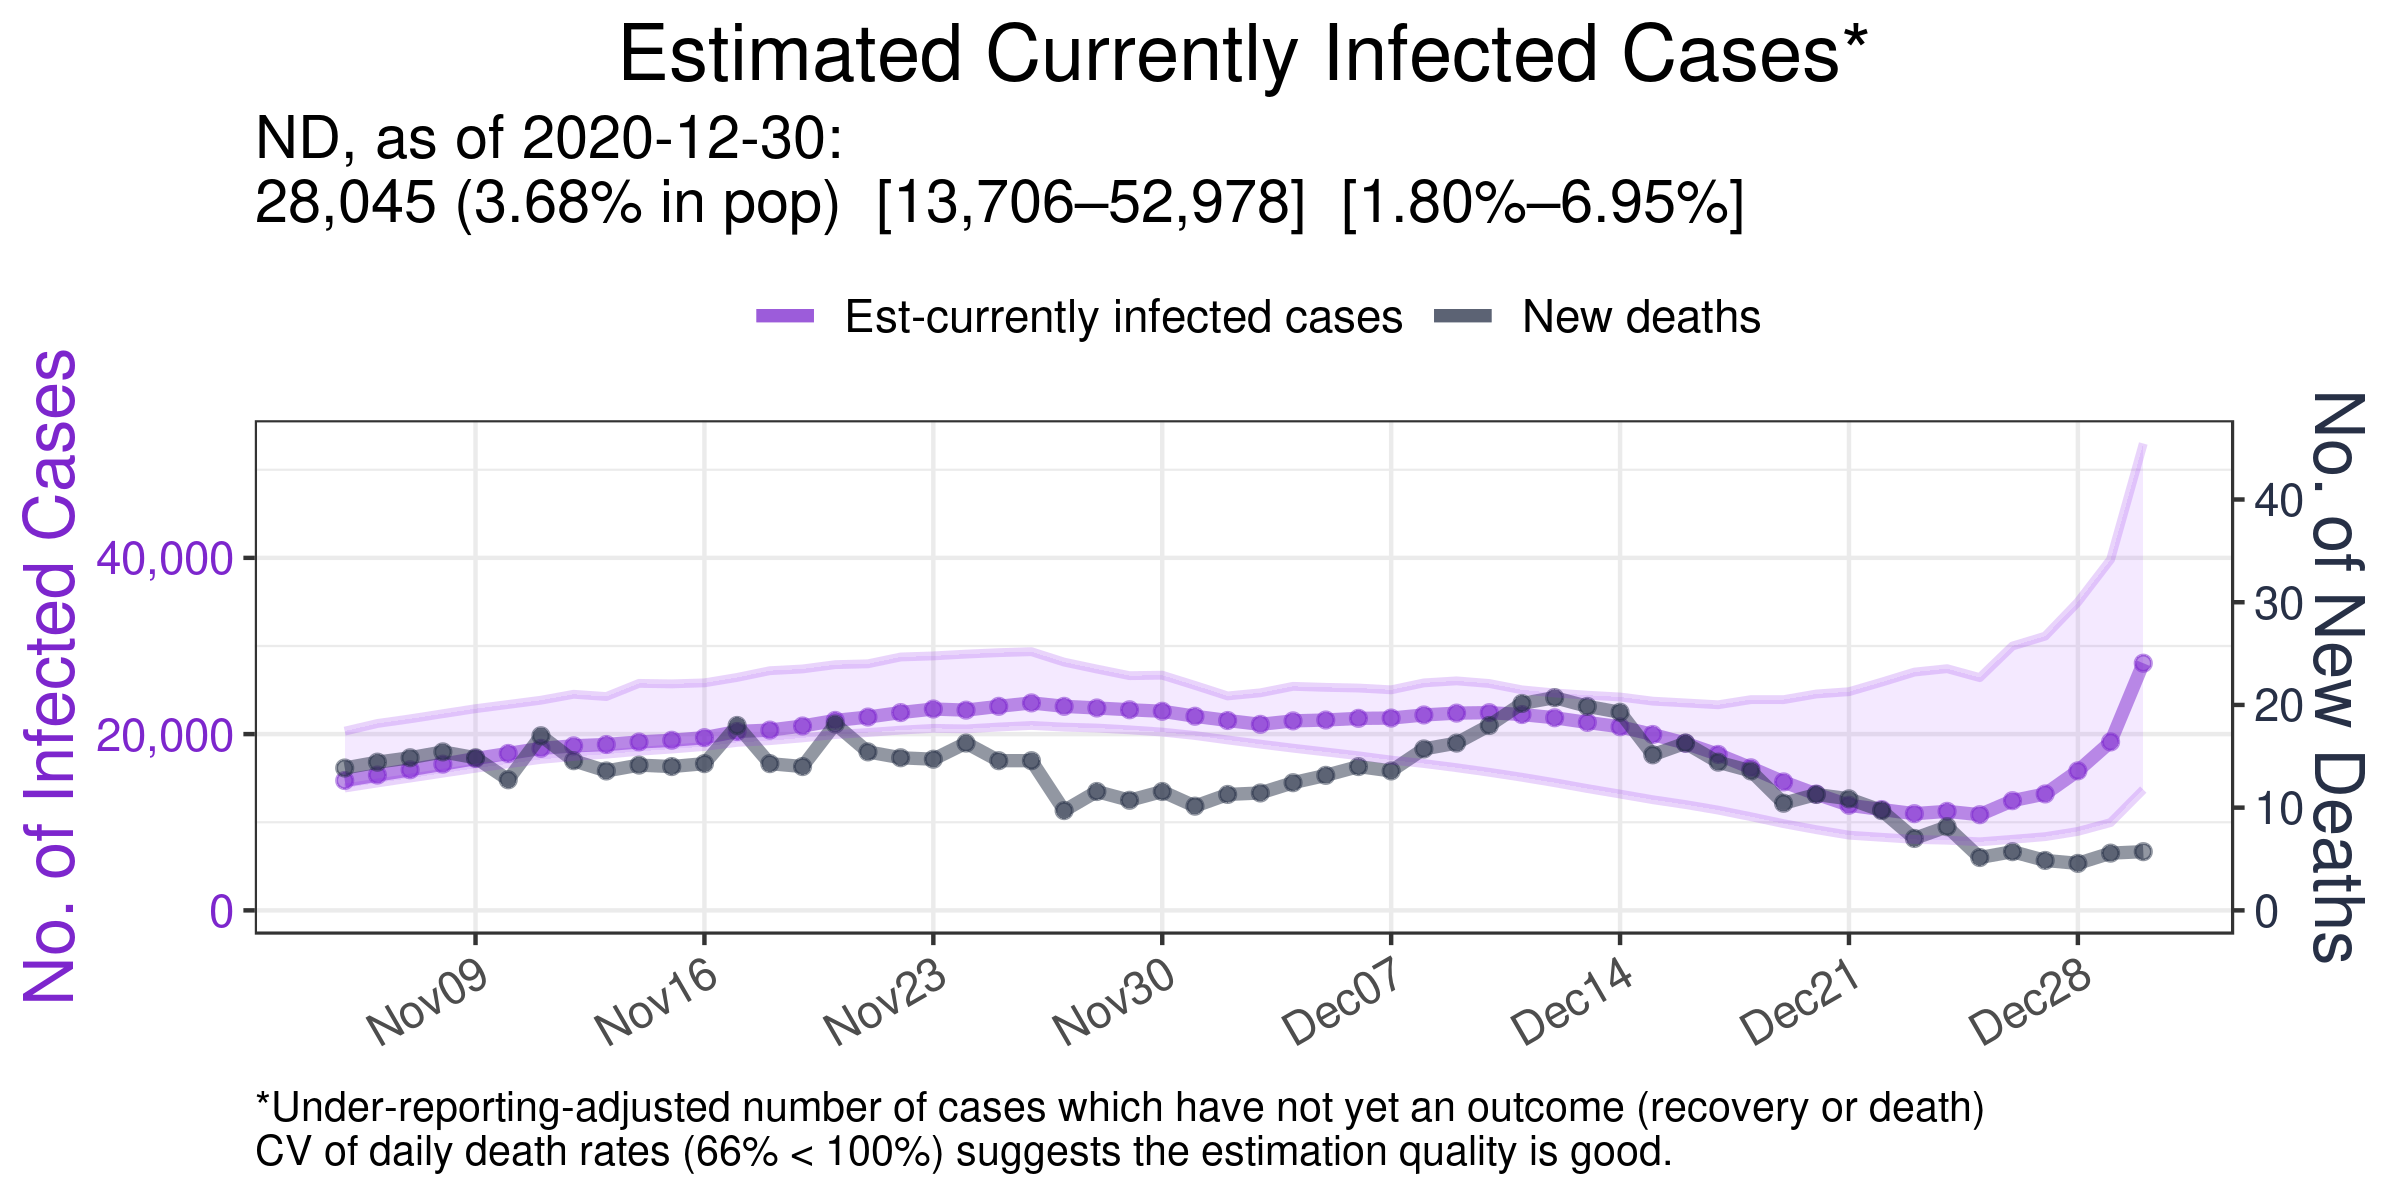 Estimated Currently Infected Cases*
ND, as of 2020-12-30:
28,045 (3.68% in pop)  [13,706–52,978]  [1.80%–6.95%]
Est-currently infected cases
New deaths
No. of Infected Cases
40,000
20,000
0
No. of New Deaths
40
30
20
10
0
Nov09
Nov16
Nov23
Nov30
Dec07
Dec14
Dec21
Dec28
*Under-reporting-adjusted number of cases which have not yet an outcome (recovery or death)
CV of daily death rates (66% < 100%) suggests the estimation quality is good.